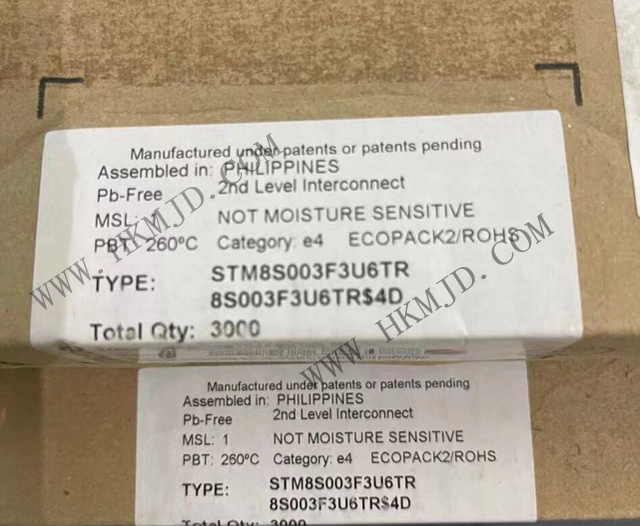 Manufactured under patents or patents pending
Assembled in: PHILIPPINES
Pb-Free 2nd Level Interconnect
MSL: NOT MOISTURE SENSITIVE
PBT: 260ºC Category: e4 ECOPACK2/ROHS
TYPE: STM8S003F3U6TR
8S003F3U6TR$4D
Total Qty: 3000
WWW.HKMJD.COM
WWW.HKMJD.COM
Manufactured under patents or patents pending
Assembled in: PHILIPPINES
Pb-Free 2nd Level Interconnect
MSL: 1 NOT MOISTURE SENSITIVE
PBT: 260ºC Category: e4 ECOPACK2/ROHS
TYPE: STM8S003F3U6TR
8S003F3U6TR$4D
Total Qty: 3000